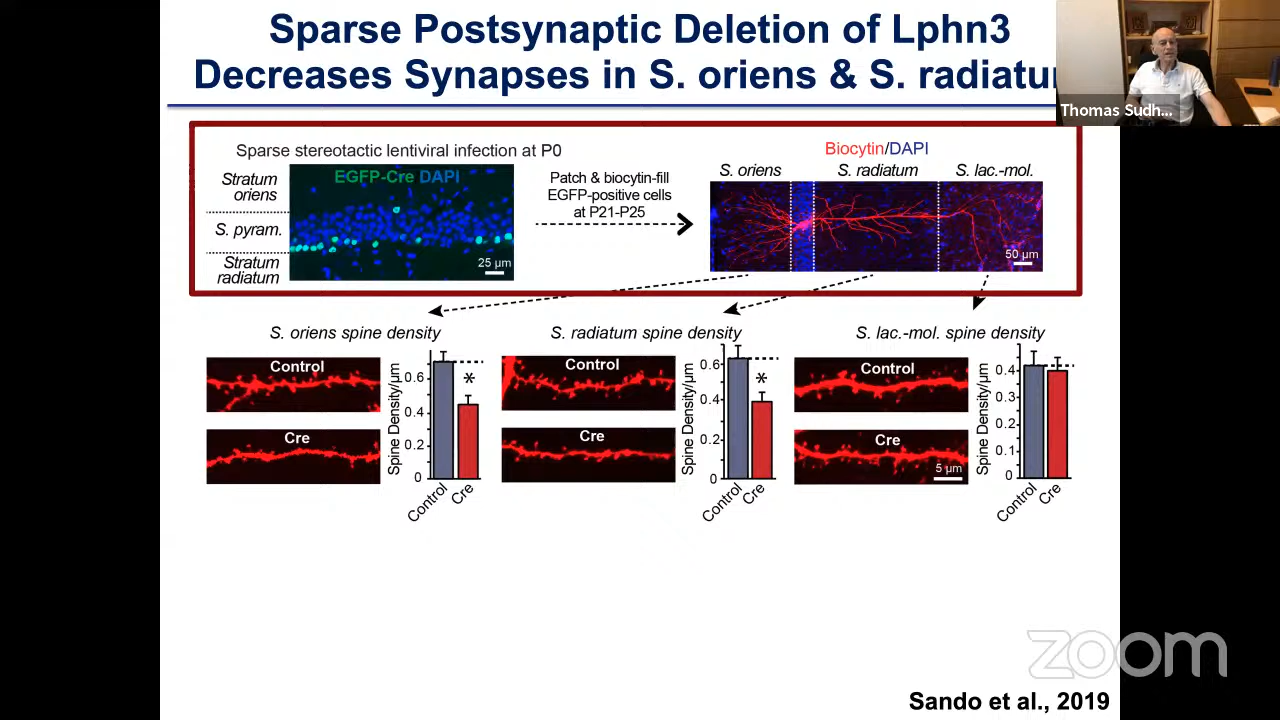 Sparse Postsynaptic Deletion of Lphn3
Decreases Synapses in S. oriens & S. radiatu
Thomas Sudh...
Sparse stereotactic lentiviral infection at P0
Stratum
oriens
S. pyram.
Stratum
radiatum
EGFP-Cre DAPI
25 µm
Patch & biocytin-fill
EGFP-positive cells
at P21-P25
Biocytin/DAPI
S. oriens
S. radiatum
S. lac.-mol.
50 µm
S. oriens spine density
Control
Cre
Spine Density/µm
0.6
0.4
0.2
0
*
Control
Cre
S. radiatum spine density
Control
Cre
Spine Density/µm
0.6
0.4
0.2
0
*
Control
Cre
S. lac.-mol. spine density
Control
Cre
5 µm
Spine Density/µm
0.4
0.3
0.2
0.1
0
Control
Cre
zoom
Sando et al., 2019